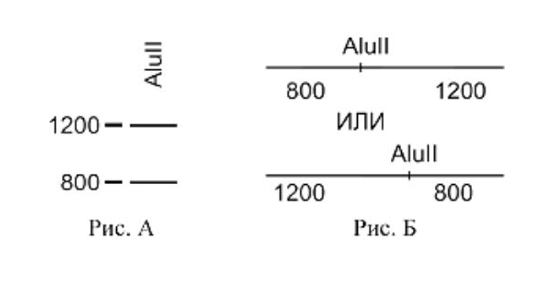 AluII
1200
800
Рис. А
AluII
800 1200
ИЛИ
AluII
1200 800
Рис. Б